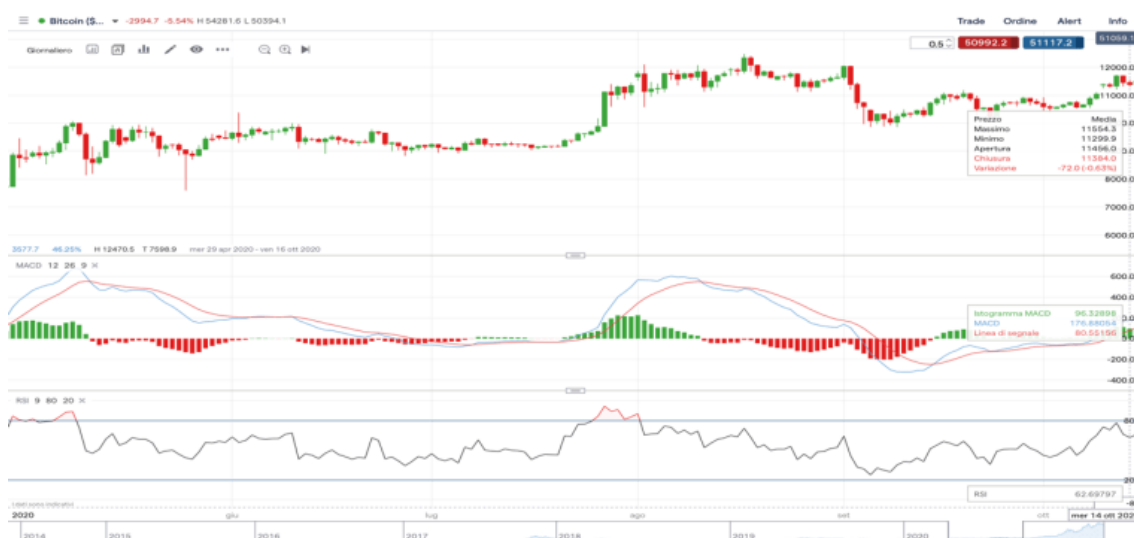 Bitcoin ($... -2994.7 -5.54% H 54281.6 L 50394.1
Trade Ordine Alert Info
Giornaliero
0.5 50992.2 51117.2 51059.1
12000.0
11000.0
Prezzo Media
Massimo 11554.3
Minimo 11299.9
Apertura 11456.0
Chiusura 11384.0
Variazione -72.0 (-0.63%)
8000.0
7000.0
6000.0
3577.7 46.25% H 12470.5 T 7598.9 mer 29 apr 2020 - ven 16 ott 2020
MACD 12 26 9
600.0
400.0
Istogramma MACD 96.32898
MACD 176.88054
Linea di segnale 80.55156
-200.0
-400.0
RSI 9 80 20
80
20
RSI 62.69797
2020 giu lug ago set ott mer 14 ott 202
2014 2015 2016 2017 2018 2019 2020